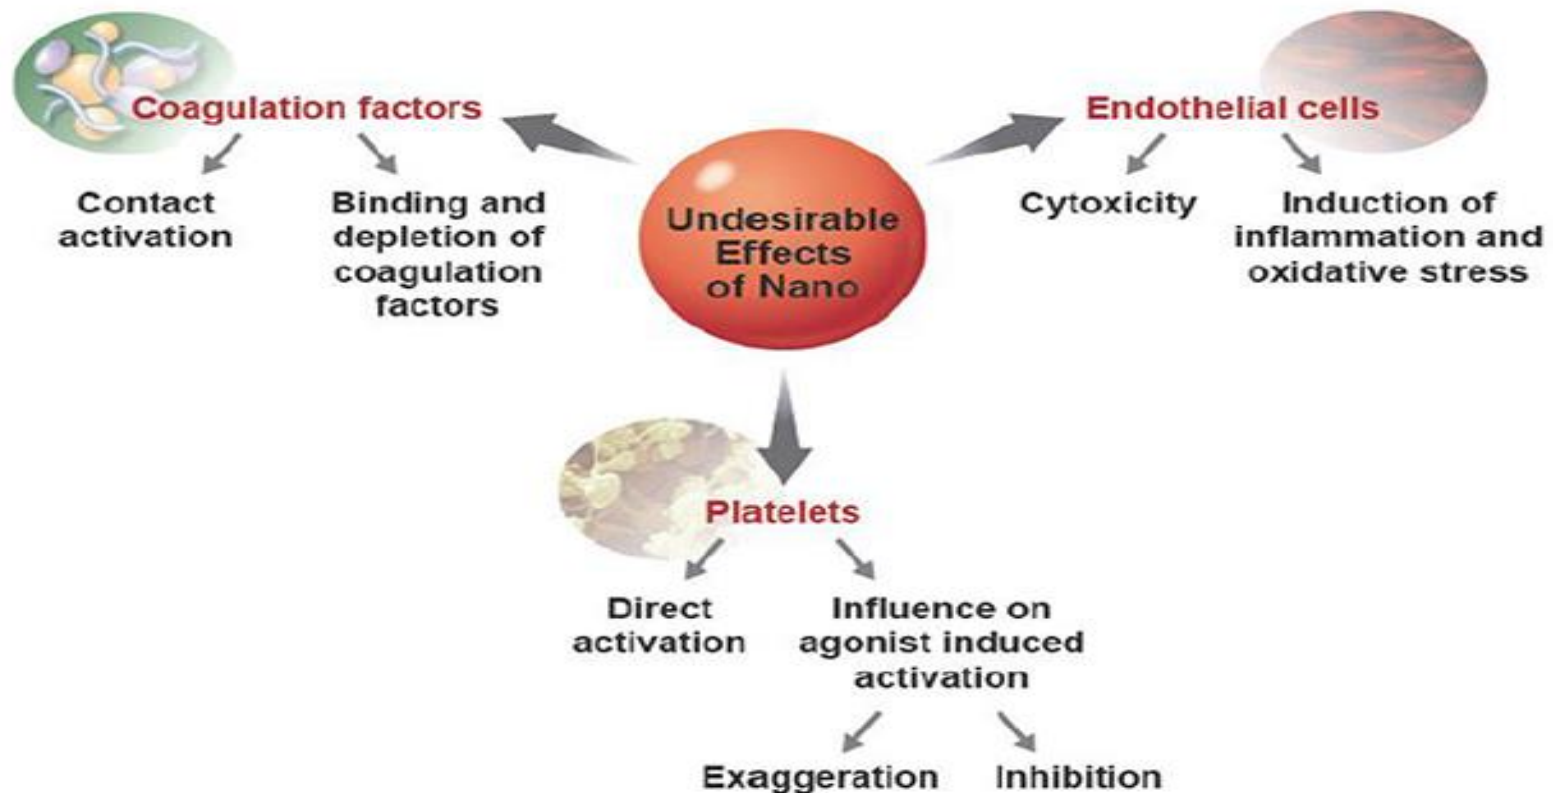 Coagulation factors
Contact
activation
Binding and
depletion of
coagulation
factors
Undesirable
Effects
of Nano
Endothelial cells
Cytoxicity
Induction of
inflammation and
oxidative stress
Platelets
Direct
activation
Influence on
agonist induced
activation
Exaggeration
Inhibition